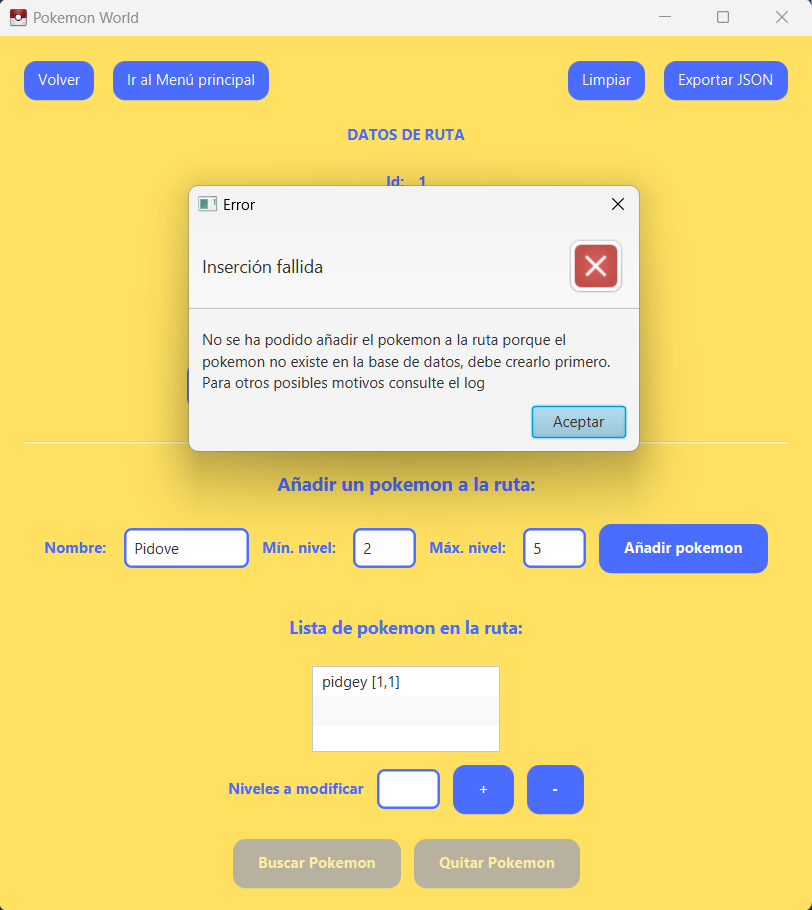 Pokemon World
Volver
Ir al Menú principal
Limpiar
Exportar JSON
DATOS DE RUTA
Id: 1
Error
Inserción fallida
No se ha podido añadir el pokemon a la ruta porque el
pokemon no existe en la base de datos, debe crearlo primero.
Para otros posibles motivos consulte el log
Aceptar
Añadir un pokemon a la ruta:
Nombre: Pidove Mín. nivel: 2 Máx. nivel: 5 Añadir pokemon
Lista de pokemon en la ruta:
pidgey [1,1]
Niveles a modificar + -
Buscar Pokemon
Quitar Pokemon